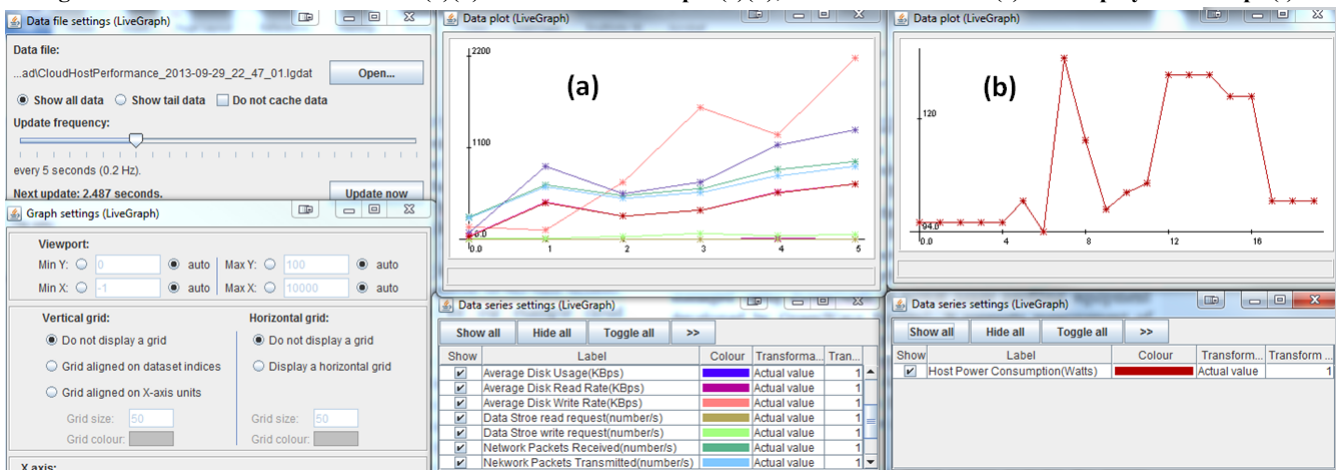 Data file settings (LiveGraph)
Data file:
...ad\CloudHostPerformance_2013-09-29_22_47_01.lgdat
Open...
Show all data
Show tail data
Do not cache data
Update frequency:
every 5 seconds (0.2 Hz).
Next update: 2.487 seconds.
Update now
Graph settings (LiveGraph)
Viewport:
Min Y:
0
auto
Max Y:
100
auto
Min X:
-1
auto
Max X:
10000
auto
Vertical grid:
Do not display a grid
Grid aligned on dataset indices
Grid aligned on X-axis units
Grid size:
50
Grid colour:
Horizontal grid:
Do not display a grid
Display a horizontal grid
Grid size:
50
Grid colour:
X axis:
Data plot (LiveGraph)
(a)
2200
1100
0.0
0.0
1
2
3
4
5
Data series settings (LiveGraph)
Show all
Hide all
Toggle all
>>
Show
Label
Colour
Transforma...
Tran...
Average Disk Usage(KBps)
Actual value
1
Average Disk Read Rate(KBps)
Actual value
1
Average Disk Write Rate(KBps)
Actual value
1
Data Stroe read request(number/s)
Actual value
1
Data Stroe write request(number/s)
Actual value
1
Network Packets Received(number/s)
Actual value
1
Nekwork Packets Transmitted(number/s)
Actual value
1
Data plot (LiveGraph)
(b)
120
94.0
0.0
4
8
12
16
Data series settings (LiveGraph)
Show all
Hide all
Toggle all
>>
Show
Label
Colour
Transform...
Transform ...
Host Power Consumption(Watts)
Actual value
1